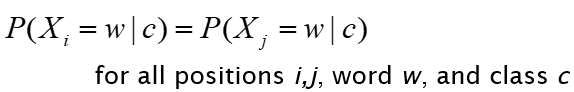 P(X_i = w | c) = P(X_j = w | c)
for all positions i,j, word w, and class c